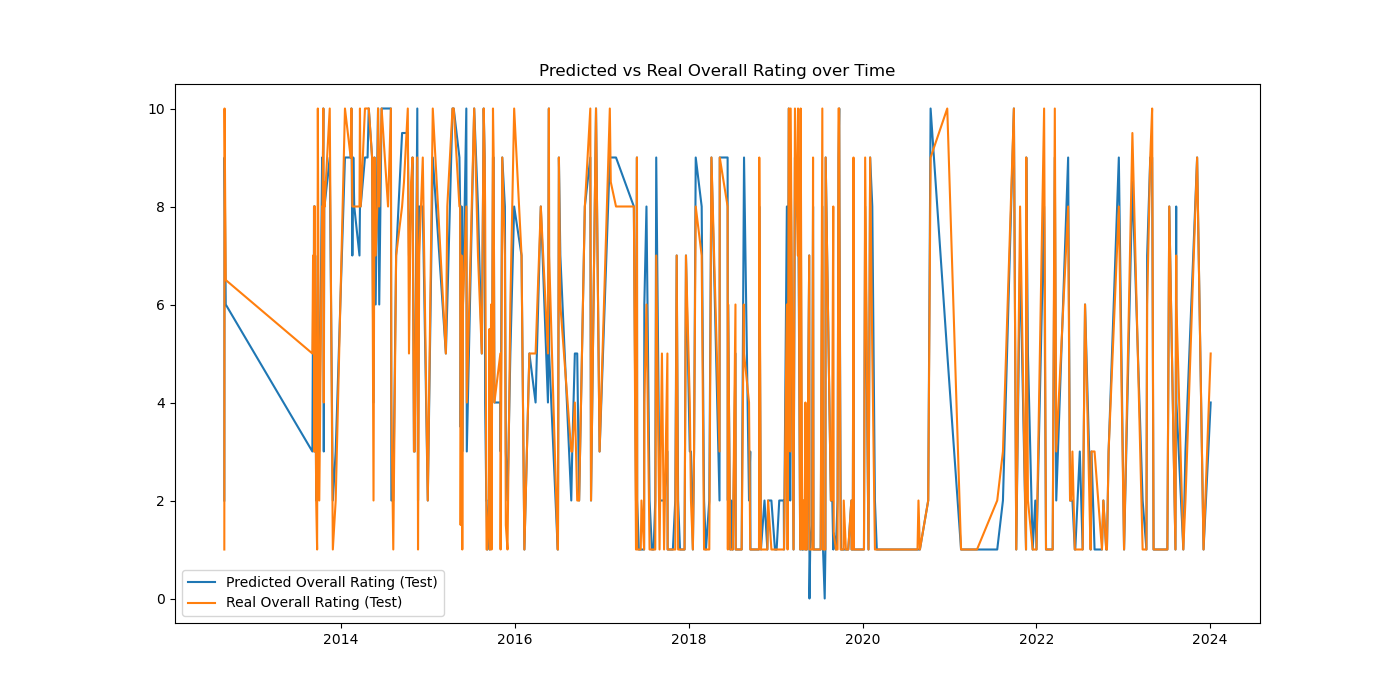 Predicted vs Real Overall Rating over Time
10
8
6
4
2
0
Predicted Overall Rating (Test)
Real Overall Rating (Test)
2014 2016 2018 2020 2022 2024